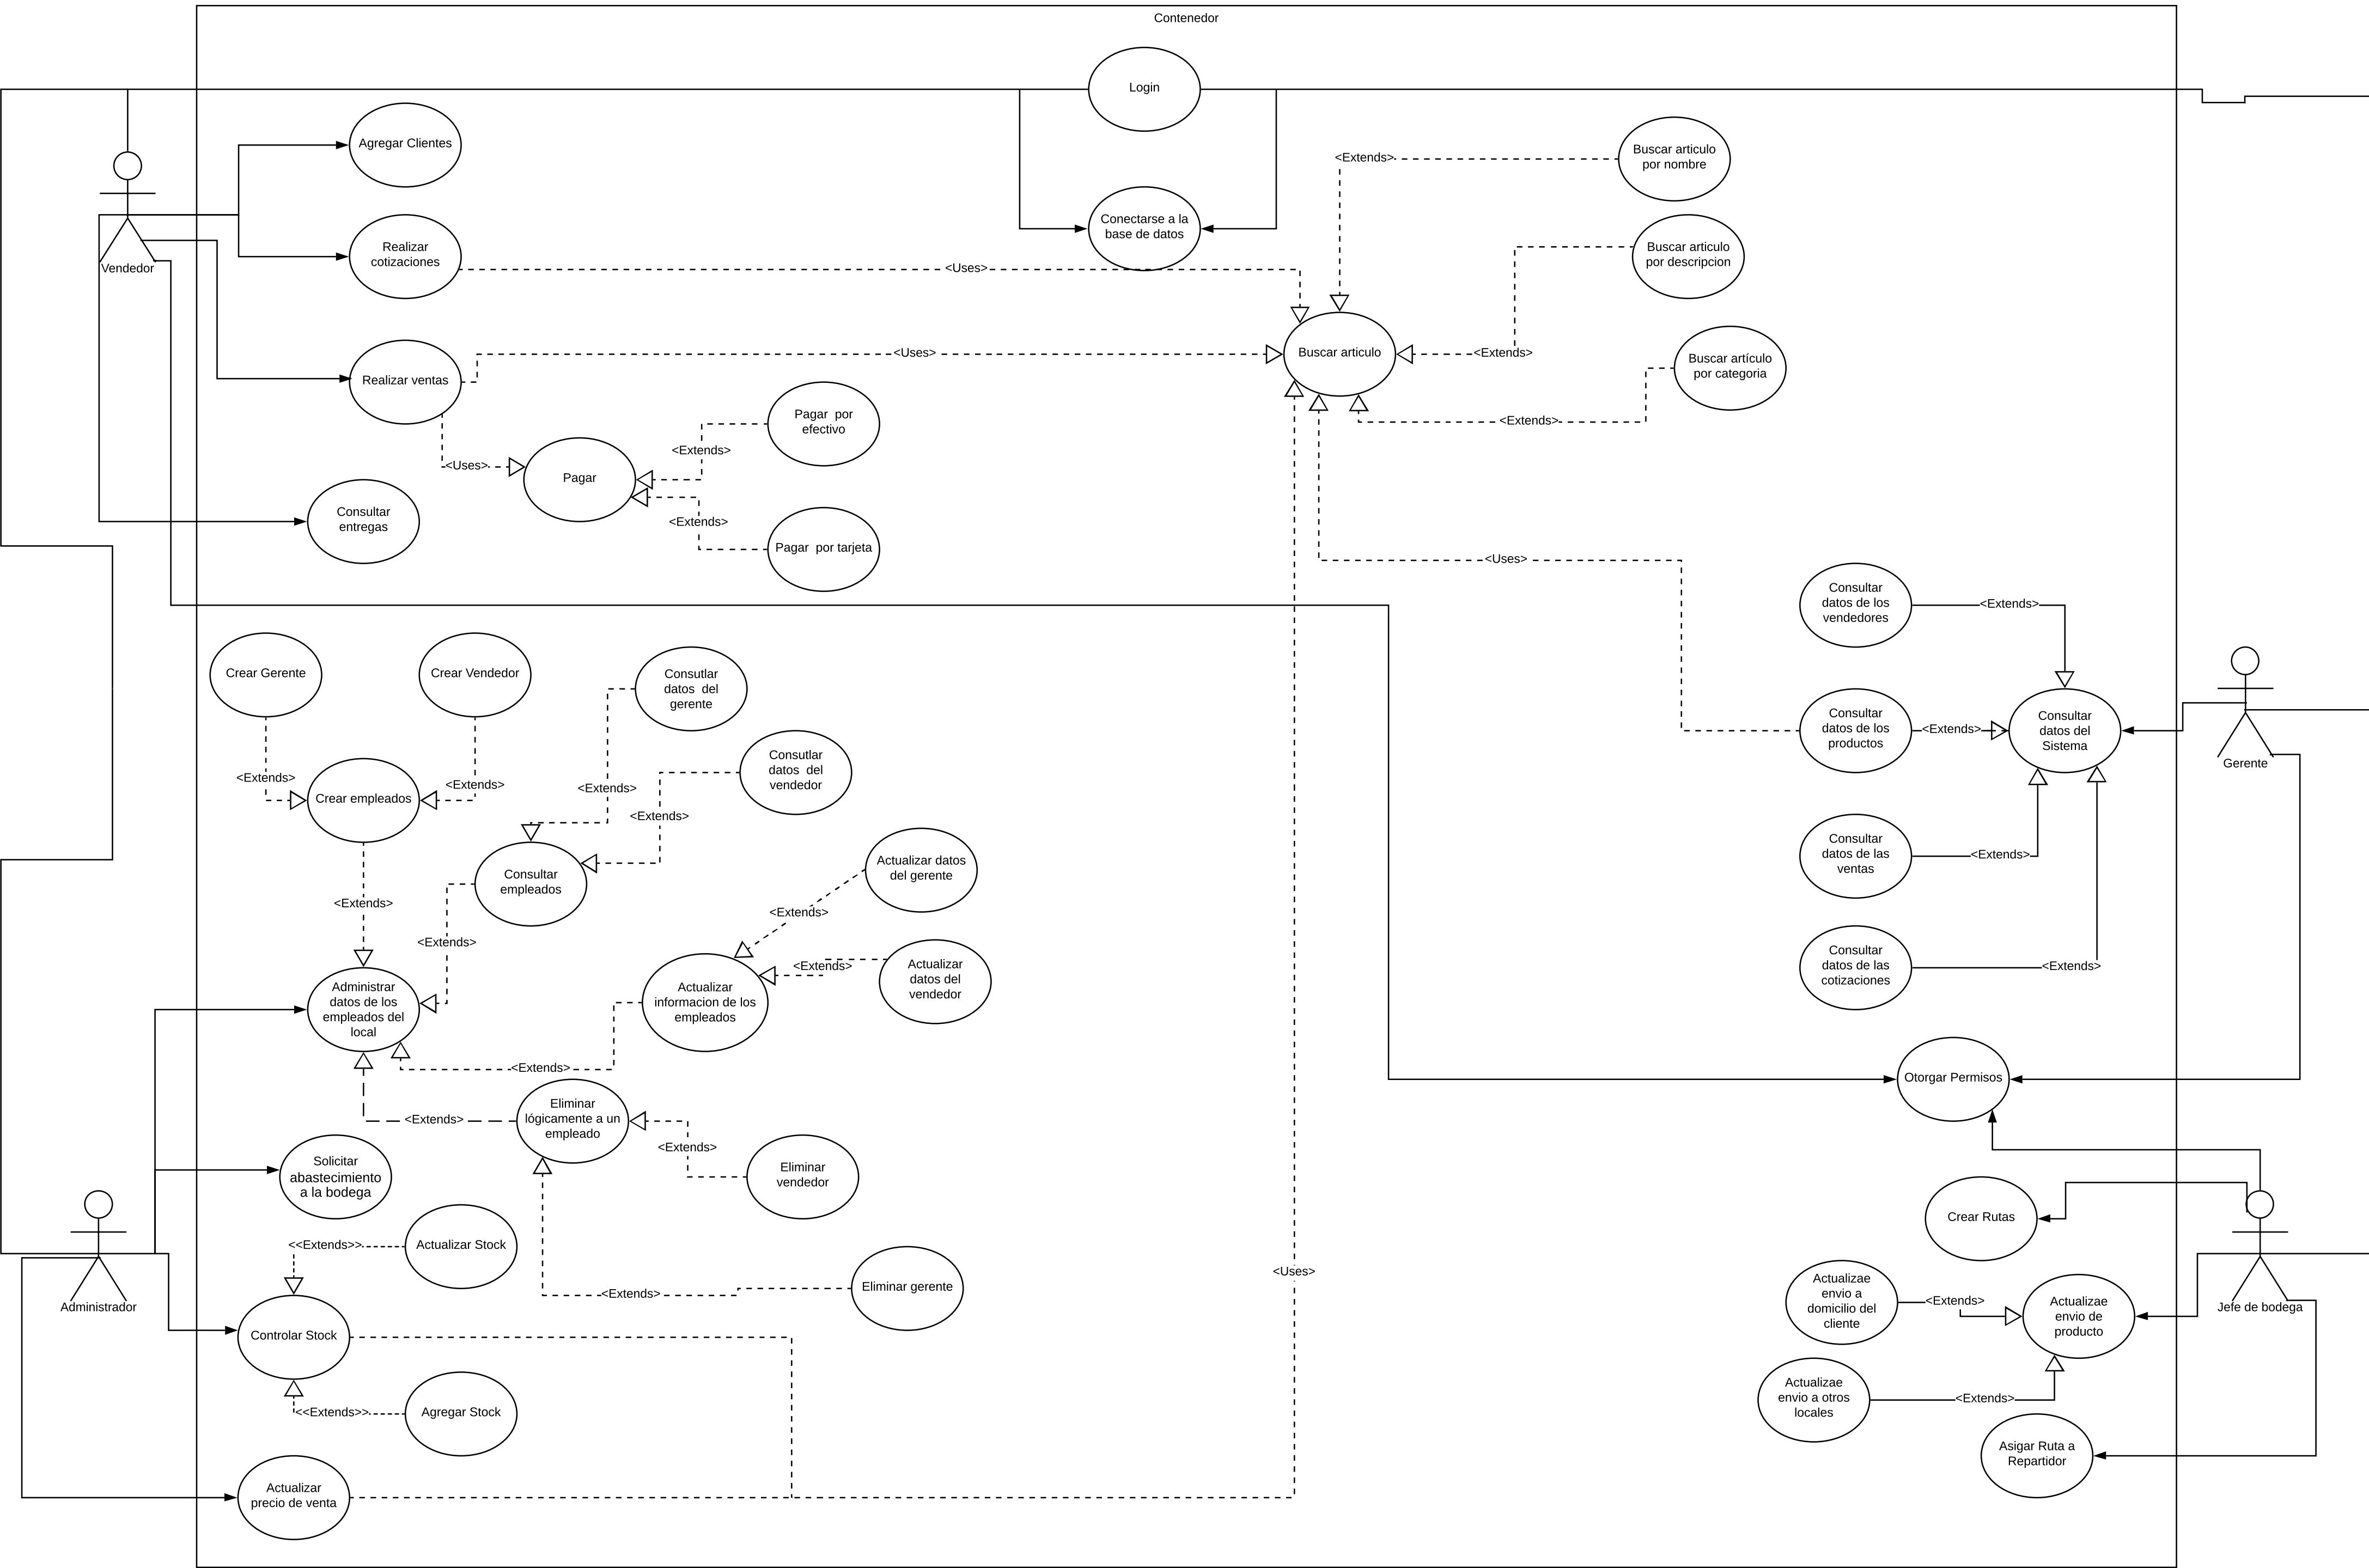 Contenedor
Login
Agregar Clientes
Buscar articulo
por nombre
<Extends>
Conectarse a la
base de datos
Realizar
cotizaciones
Buscar articulo
por descripcion
Vendedor
<Uses>
Buscar articulo
<Uses>
<Extends>
Buscar artículo
por categoria
Realizar ventas
<Extends>
Pagar  por
efectivo
<Extends>
<Uses>
Pagar
Consultar
entregas
<Extends>
Pagar  por tarjeta
<Uses>
Consultar
datos de los
vendedores
<Extends>
Crear Gerente
Crear Vendedor
Consutlar
datos  del
gerente
Consultar
datos de los
productos
<Extends>
Consultar
datos del
Sistema
Gerente
Consutlar
datos  del
vendedor
<Extends>
<Extends>
<Extends>
Crear empleados
<Extends>
Consultar
datos de las
ventas
<Extends>
Consultar
empleados
Actualizar datos
del gerente
<Extends>
<Extends>
<Extends>
<Extends>
Actualizar
datos del
vendedor
Consultar
datos de las
cotizaciones
<Extends>
Administrar
datos de los
empleados del
local
Actualizar
informacion de los
empleados
<Extends>
Otorgar Permisos
<Extends>
Eliminar
lógicamente a un
empleado
<Extends>
Solicitar
abastecimiento
a la bodega
Eliminar
vendedor
Crear Rutas
<<Extends>>
Actualizar Stock
<Uses>
<Extends>
Eliminar gerente
Administrador
Actualizae
envio a
domicilio del
cliente
<Extends>
Actualizae
envio de
producto
Jefe de bodega
Controlar Stock
<<Extends>>
Agregar Stock
Actualizae
envio a otros
locales
<Extends>
Asigar Ruta a
Repartidor
Actualizar
precio de venta